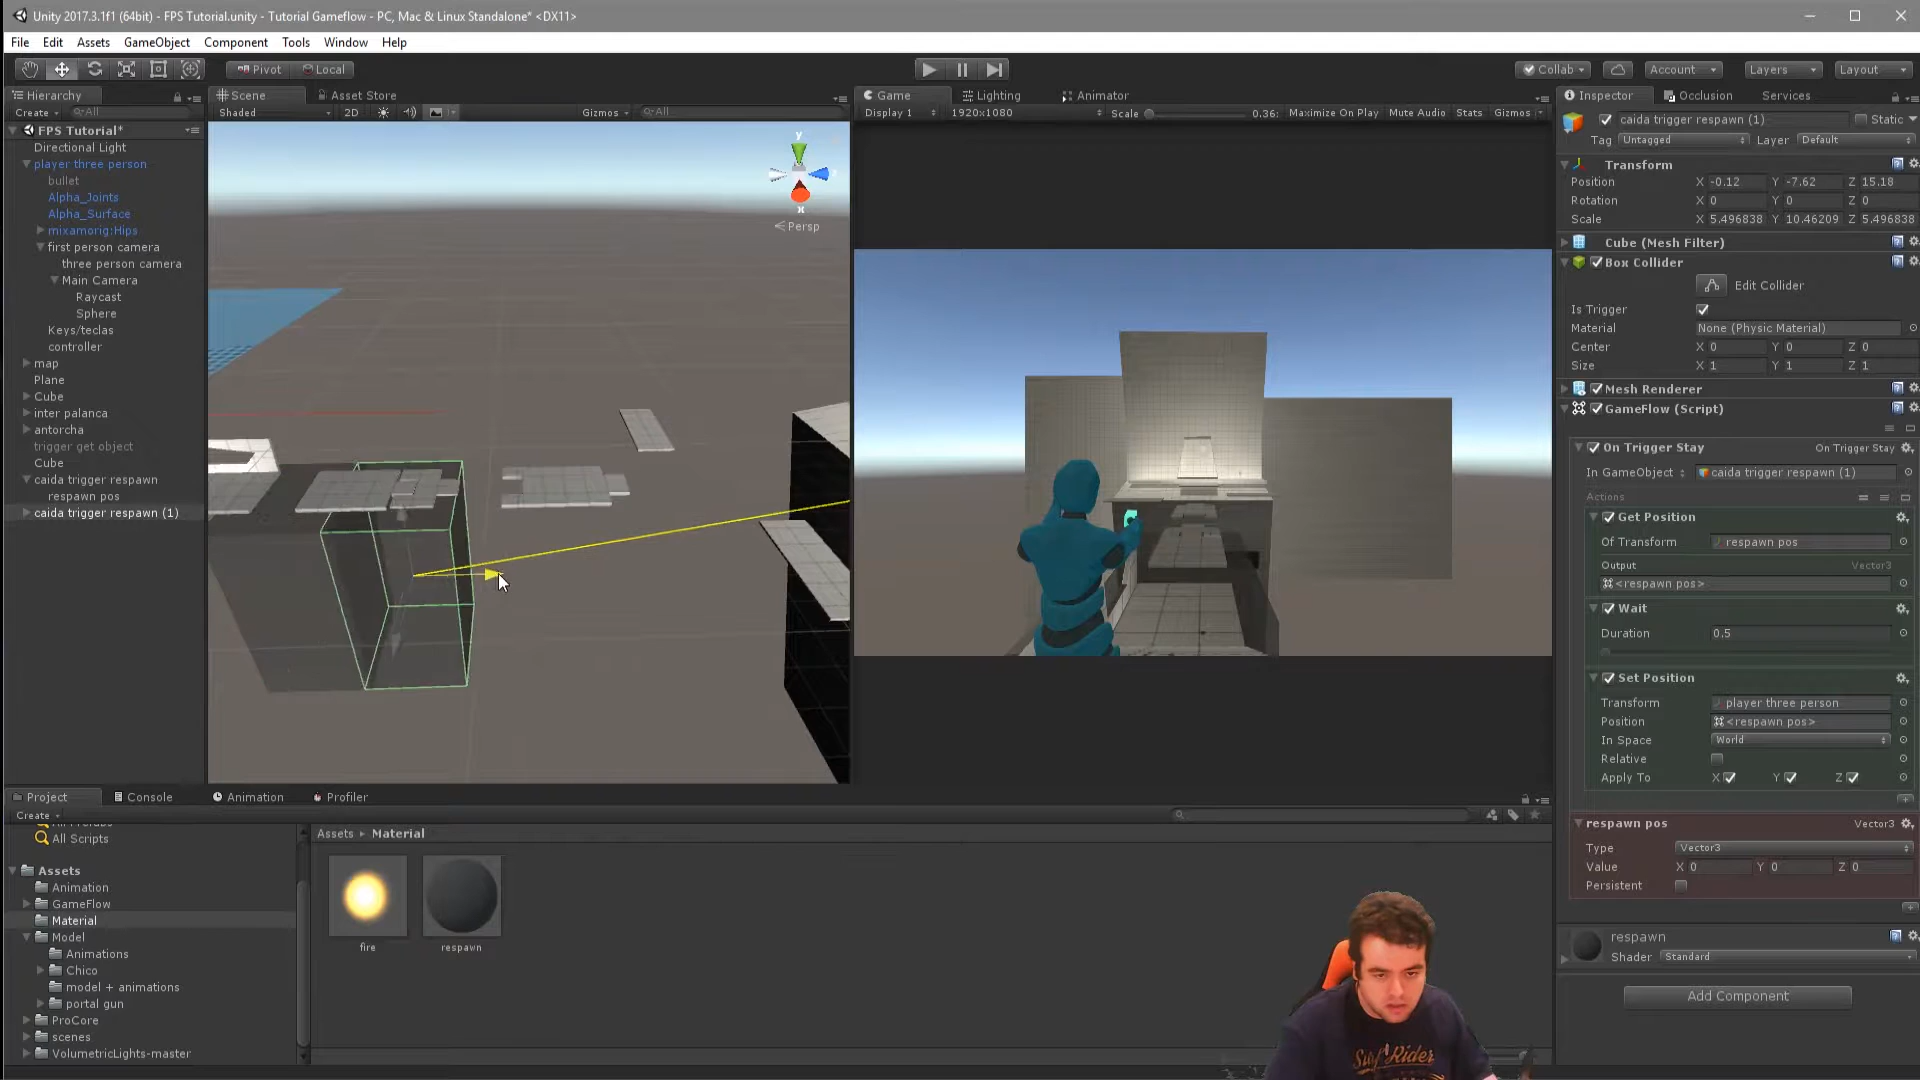 Unity 2017.3.1f1 (64bit) - FPS Tutorial.unity - Tutorial Gameflow - PC, Mac & Linux Standalone* <DX11>
File Edit Assets GameObject Component Tools Window Help
Pivot Local Collab Account Layers Layout
Hierarchy
Create All
FPS Tutorial*
Directional Light
player three person
bullet
Alpha_Joints
Alpha_Surface
mixamorig:Hips
first person camera
three person camera
Main Camera
Raycast
Sphere
Keys/teclas
controller
map
Plane
Cube
inter palanca
antorcha
trigger get object
Cube
caida trigger respawn
respawn pos
caida trigger respawn (1)
Scene Asset Store
Shaded 2D Gizmos All
y
x
Persp
Game Lighting Animator
Display 1 1920x1080 Scale 0.36: Maximize On Play Mute Audio Stats Gizmos
Inspector Occlusion Services
caida trigger respawn (1) Static
Tag Untagged Layer Default
Transform
Position X -0.12 Y -7.62 Z 15.18
Rotation X 0 Y 0 Z 0
Scale X 5.496838 Y 10.46209 Z 5.496838
Cube (Mesh Filter)
Box Collider
Edit Collider
Is Trigger
Material None (Physic Material)
Center X 0 Y 0 Z 0
Size X 1 Y 1 Z 1
Mesh Renderer
GameFlow (Script)
On Trigger Stay On Trigger Stay
In GameObject caida trigger respawn (1)
Actions
Get Position
Of Transform respawn pos
Output Vector3
<respawn pos>
Wait
Duration 0.5
Set Position
Transform player three person
Position <respawn pos>
In Space World
Relative
Apply To X Y Z
respawn pos Vector3
Type Vector3
Value X 0 Y 0 Z 0
Persistent
respawn
Shader Standard
Add Component
Project Console Animation Profiler
Create
All Scripts
Assets
Animation
GameFlow
Material
Model
Animations
Chico
model + animations
portal gun
ProCore
scenes
VolumetricLights-master
Assets Material
fire respawn
Surf Rider